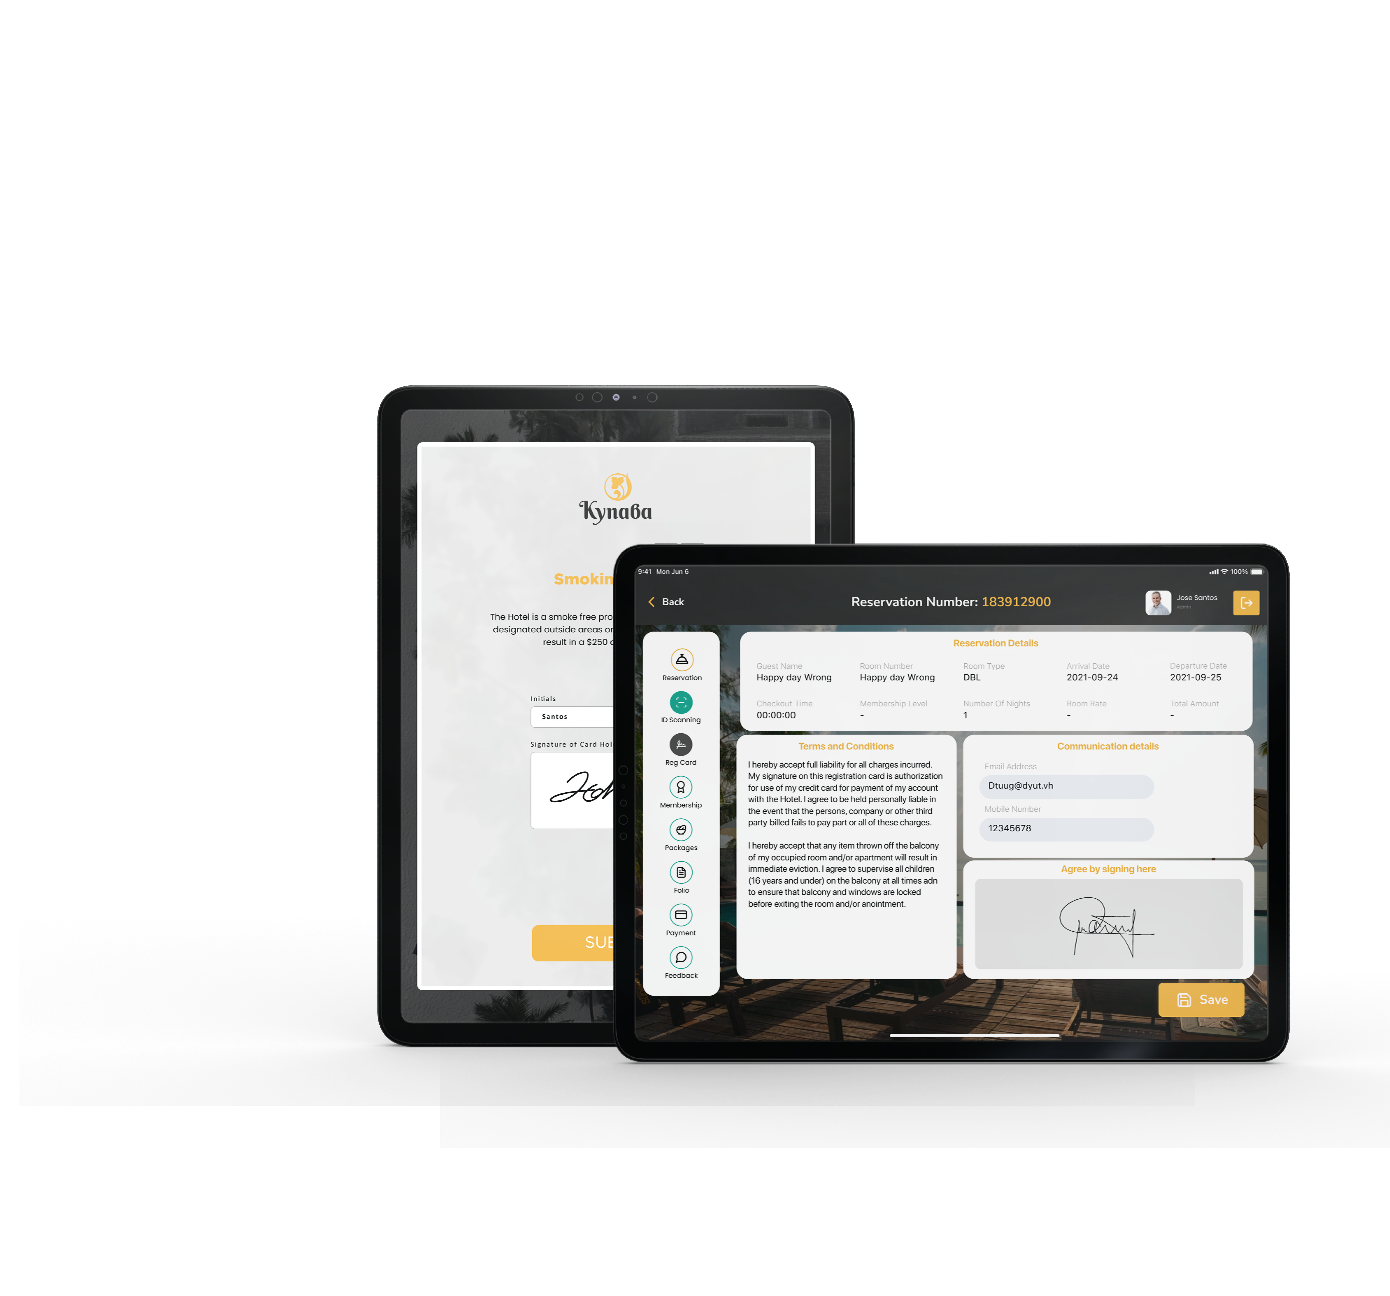 Kynaba
Smokin
The Hotel is a smoke free pro
designated outside areas or
result in a $250
Initials
Santos
Signature of Card Hol
SUB
9:41 Mon Jun 6
100%
Back
Reservation Number: 183912900
Jose Santos
Reservation
ID Scanning
Reg Card
Membership
Packages
Folio
Payment
Feedback
Reservation Details
Guest Name Room Number Room Type Arrival Date Departure Date
Happy day Wrong Happy day Wrong DBL 2021-09-24 2021-09-25
Checkout Time Membership Level Number Of Nights Room Rate Total Amount
00:00:00 - 1 - -
Terms and Conditions
I hereby accept full liability for all charges incurred.
My signature on this registration card is authorization
for use of my credit card for payment of my account
with the Hotel. I agree to be held personally liable in
the event that the persons, company or other third
party billed fails to pay part or all of these charges.
I hereby accept that any item thrown off the balcony
of my occupied room and/or apartment will result in
immediate eviction. I agree to supervise all children
(16 years and under) on the balcony at all times adn
to ensure that balcony and windows are locked
before exiting the room and/or anointment.
Communication details
Email Address
Dtuug@dyut.vh
Mobile Number
12345678
Agree by signing here
Save